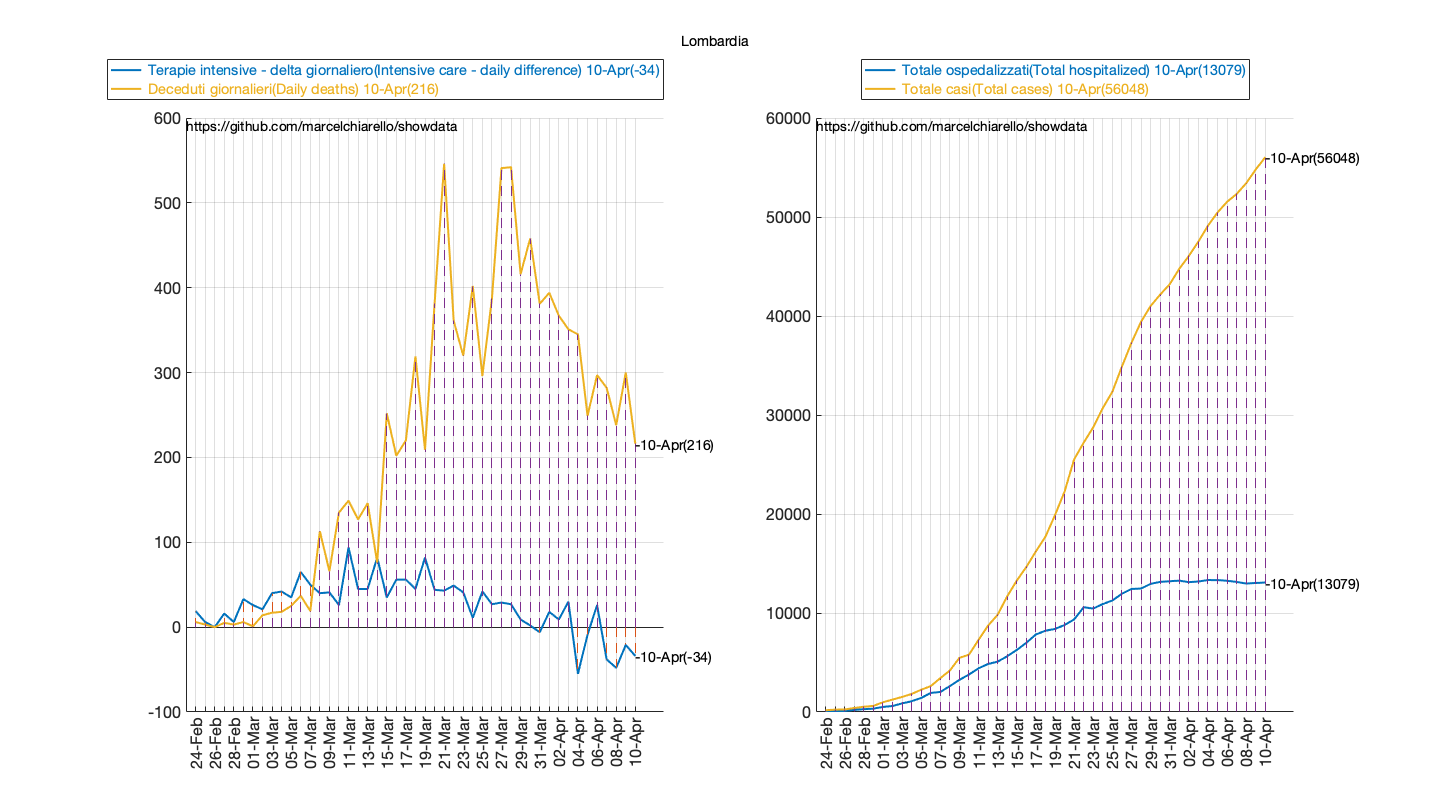 Lombardia
Terapie intensive - delta giornaliero(Intensive care - daily difference) 10-Apr(-34)
Deceduti giornalieri(Daily deaths) 10-Apr(216)
600
https://github.com/marcelchiarello/showdata
500
400
300
200
100
0
-100
-10-Apr(216)
-10-Apr(-34)
24-Feb
26-Feb
28-Feb
01-Mar
03-Mar
05-Mar
07-Mar
09-Mar
11-Mar
13-Mar
15-Mar
17-Mar
19-Mar
21-Mar
23-Mar
25-Mar
27-Mar
29-Mar
31-Mar
02-Apr
04-Apr
06-Apr
08-Apr
10-Apr
Totale ospedalizzati(Total hospitalized) 10-Apr(13079)
Totale casi(Total cases) 10-Apr(56048)
60000
https://github.com/marcelchiarello/showdata
50000
40000
30000
20000
10000
0
-10-Apr(56048)
-10-Apr(13079)
24-Feb
26-Feb
28-Feb
01-Mar
03-Mar
05-Mar
07-Mar
09-Mar
11-Mar
13-Mar
15-Mar
17-Mar
19-Mar
21-Mar
23-Mar
25-Mar
27-Mar
29-Mar
31-Mar
02-Apr
04-Apr
06-Apr
08-Apr
10-Apr